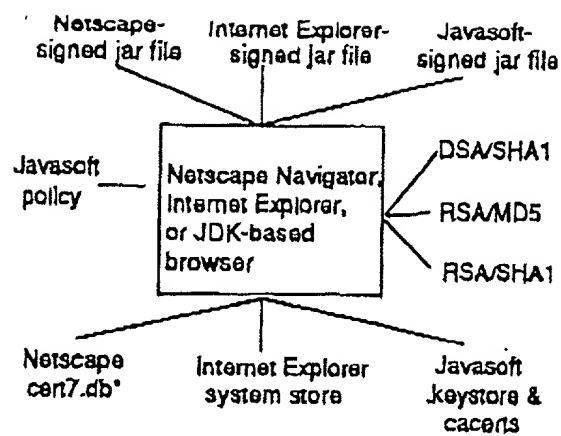 Netscape-
signed jar file
Internet Explorer-
signed jar file
Javasoft-
signed jar file
Javasoft
policy
Netscape Navigator,
Internet Explorer,
or JDK-based
browser
DSA/SHA1
RSA/MD5
RSA/SHA1
Netscape
cert7.db*
Internet Explorer
system store
Javasoft
.keystore &
cacerts